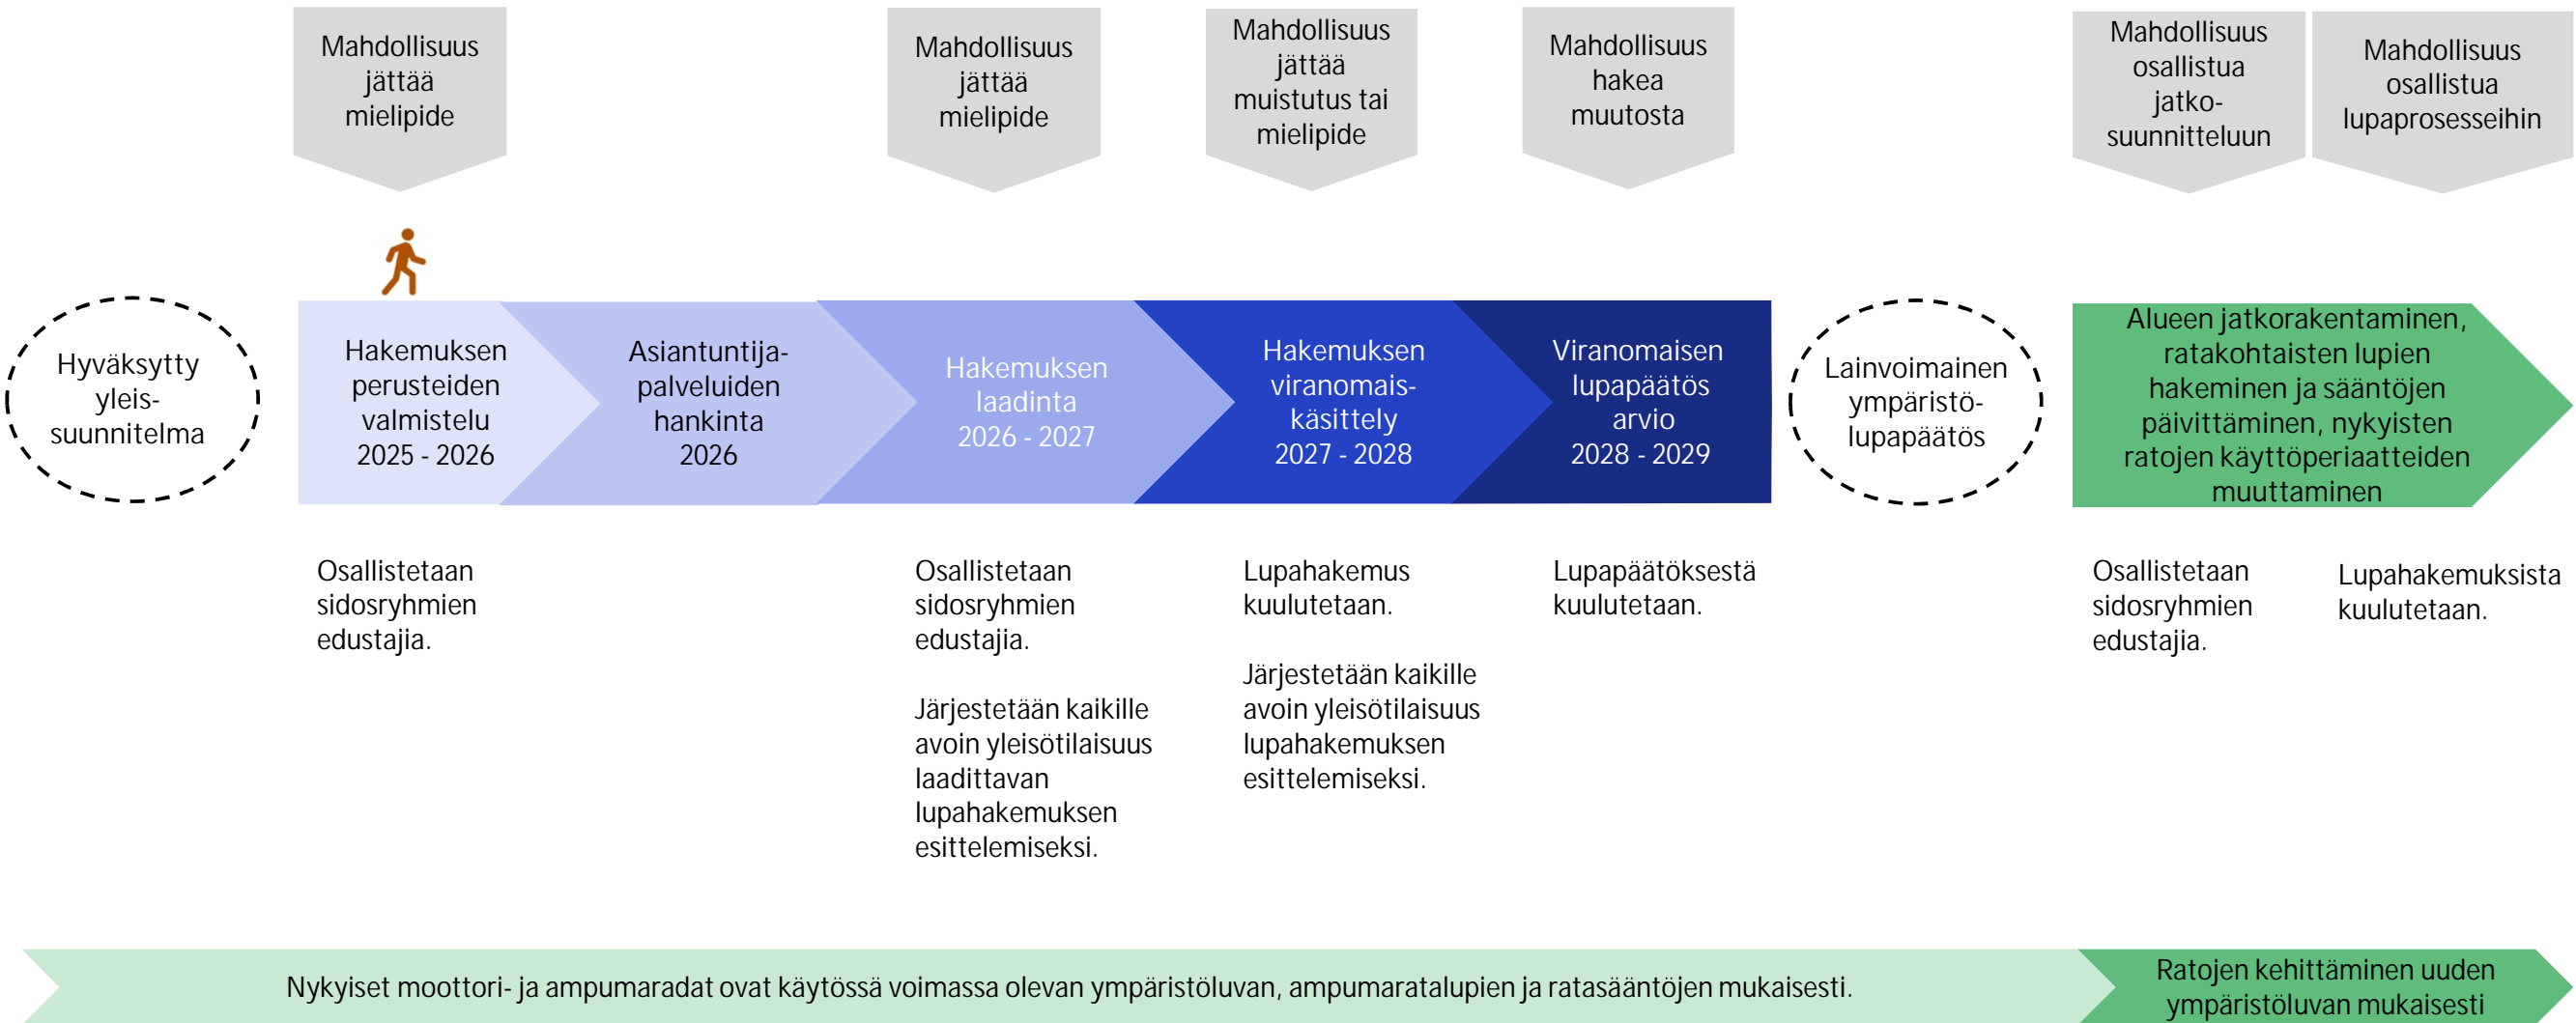 Mahdollisuus
jättää
mielipide
Mahdollisuus
jättää
mielipide
Mahdollisuus
jättää
muistutus tai
mielipide
Mahdollisuus
hakea
muutosta
Mahdollisuus
osallistua
jatko-
suunnitteluun
Mahdollisuus
osallistua
lupaprosesseihin
Hyväksytty
yleis-
suunnitelma
Hakemuksen
perusteiden
valmistelu
2025 - 2026
Asiantuntija-
palveluiden
hankinta
2026
Hakemuksen
laadinta
2026 - 2027
Hakemuksen
viranomais-
käsittely
2027 - 2028
Viranomaisen
lupapäätös
arvio
2028 - 2029
Lainvoimainen
ympäristö-
lupapäätös
Alueen jatkorakentaminen,
ratakohtaisten lupien
hakeminen ja sääntöjen
päivittäminen, nykyisten
ratojen käyttöperiaatteiden
muuttaminen
Osallistetaan
sidosryhmien
edustajia.
Osallistetaan
sidosryhmien
edustajia.
Järjestetään kaikille
avoin yleisötilaisuus
laadittavan
lupahakemuksen
esittelemiseksi.
Lupahakemus
kuulutetaan.
Järjestetään kaikille
avoin yleisötilaisuus
lupahakemuksen
esittelemiseksi.
Lupapäätöksestä
kuulutetaan.
Osallistetaan
sidosryhmien
edustajia.
Lupahakemuksista
kuulutetaan.
Nykyiset moottori- ja ampumaradat ovat käytössä voimassa olevan ympäristöluvan, ampumaratalupien ja ratasääntöjen mukaisesti.
Ratojen kehittäminen uuden
ympäristöluvan mukaisesti